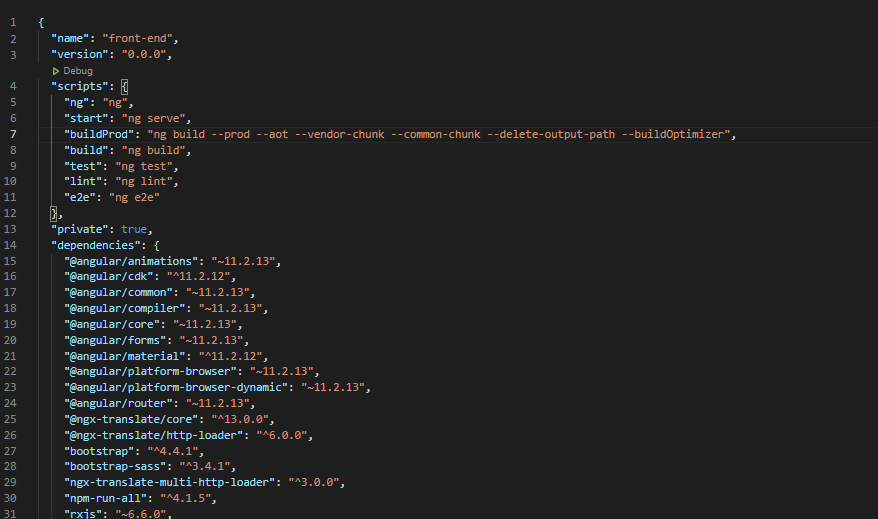 1 {
2 "name": "front-end",
3 "version": "0.0.0",
Debug
4 "scripts": {
5 "ng": "ng",
6 "start": "ng serve",
7 "buildProd": "ng build --prod --aot --vendor-chunk --common-chunk --delete-output-path --buildOptimizer",
8 "build": "ng build",
9 "test": "ng test",
10 "lint": "ng lint",
11 "e2e": "ng e2e"
12 },
13 "private": true,
14 "dependencies": {
15 "@angular/animations": "~11.2.13",
16 "@angular/cdk": "^11.2.12",
17 "@angular/common": "~11.2.13",
18 "@angular/compiler": "~11.2.13",
19 "@angular/core": "~11.2.13",
20 "@angular/forms": "~11.2.13",
21 "@angular/material": "^11.2.12",
22 "@angular/platform-browser": "~11.2.13",
23 "@angular/platform-browser-dynamic": "~11.2.13",
24 "@angular/router": "~11.2.13",
25 "@ngx-translate/core": "^13.0.0",
26 "@ngx-translate/http-loader": "^6.0.0",
27 "bootstrap": "^4.4.1",
28 "bootstrap-sass": "^3.4.1",
29 "ngx-translate-multi-http-loader": "^3.0.0",
30 "npm-run-all": "^4.1.5",
31 "rxjs": "~6.6.0",